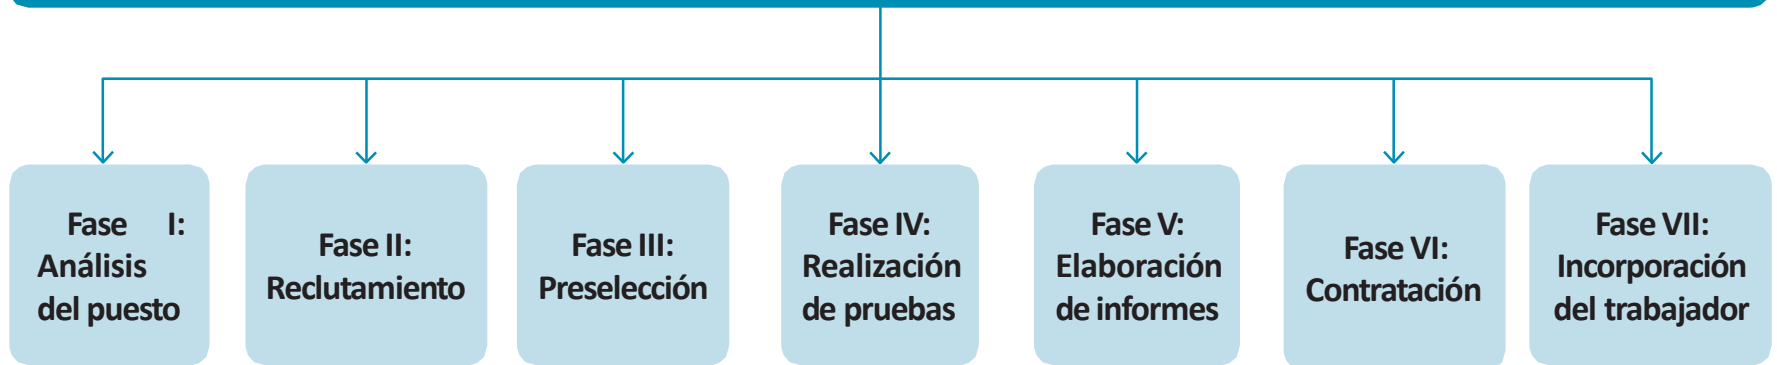 Fase I:
Análisis
del puesto
Fase II:
Reclutamiento
Fase III:
Preselección
Fase IV:
Realización
de pruebas
Fase V:
Elaboración
de informes
Fase VI:
Contratación
Fase VII:
Incorporación
del trabajador